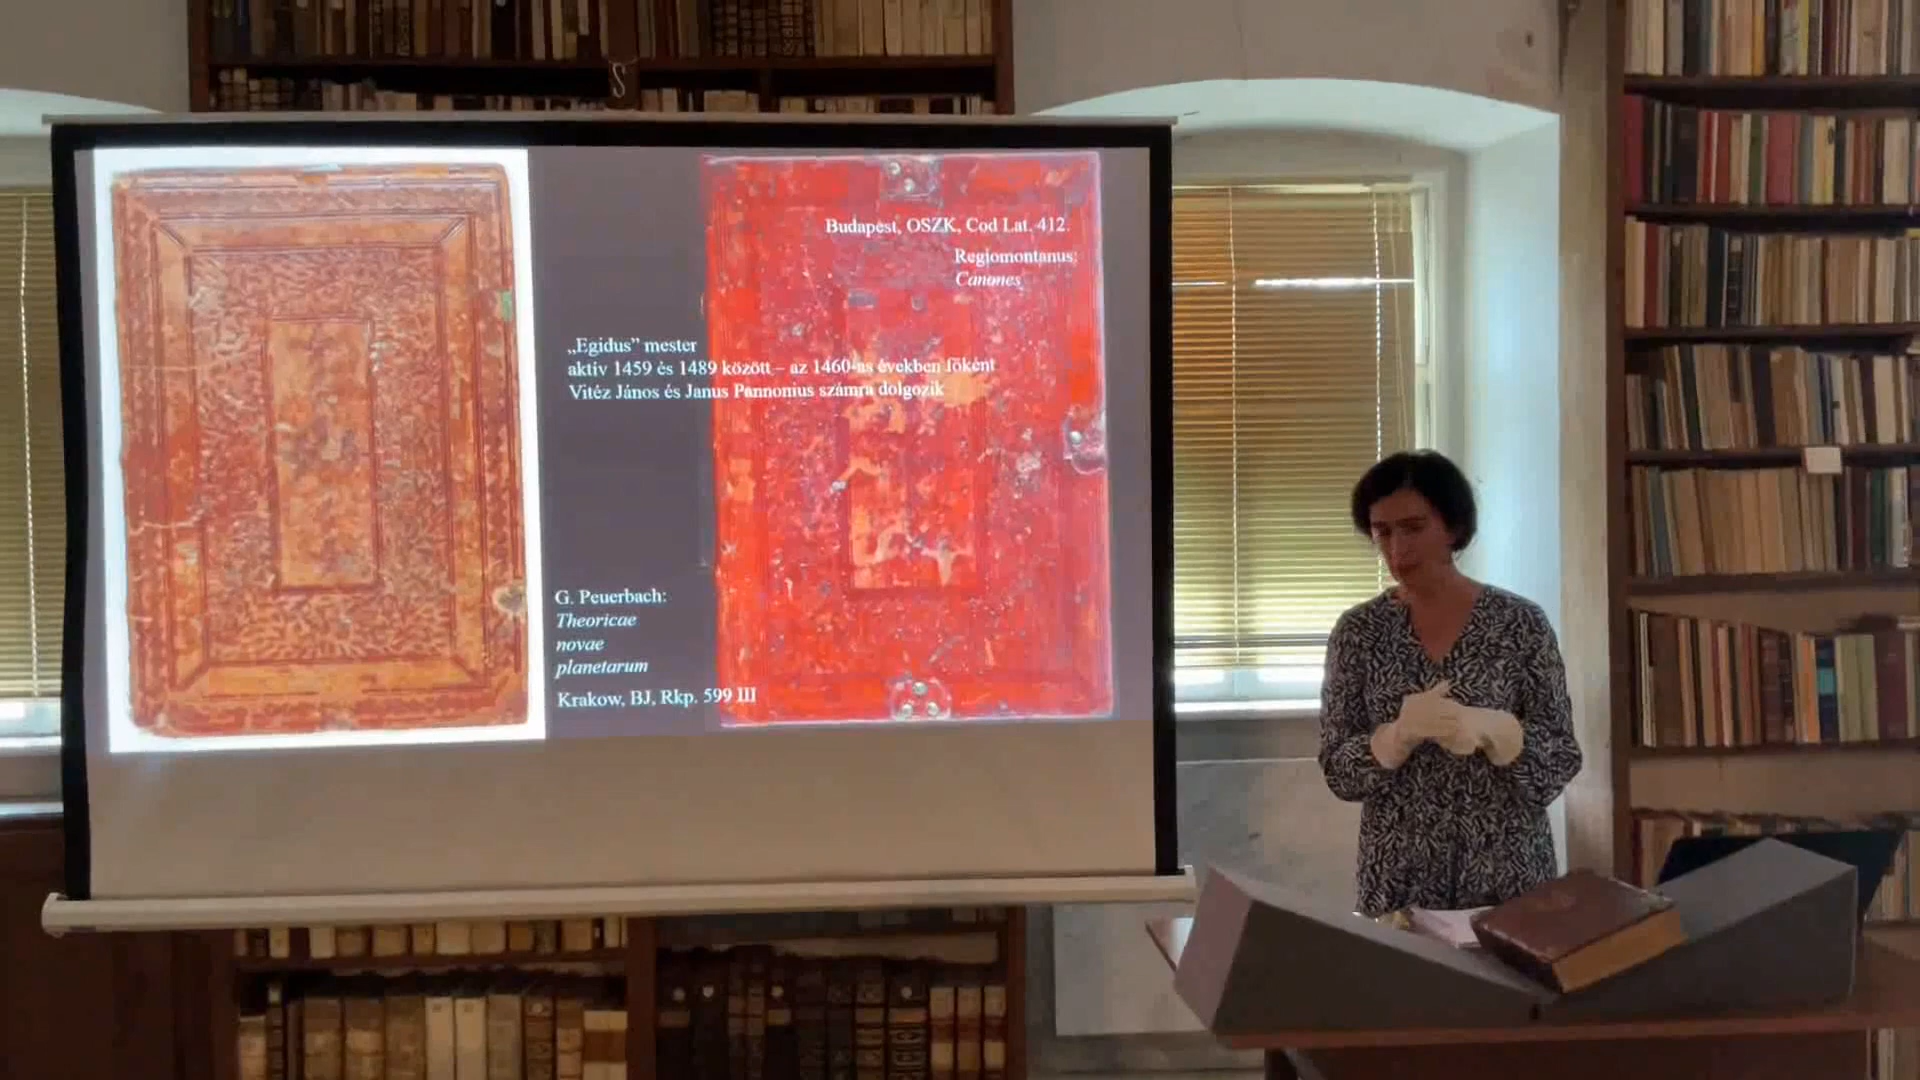 Budapest, OSZK, Cod Lat. 412.
Regiomontanus:
Canones
„Egidus” mester
aktív 1459 és 1489 között – az 1460-as években főként
Vitéz János és Janus Pannonius számra dolgozik
G. Peuerbach:
Theoricae
novae
planetarum
Krakow, BJ, Rkp. 599 III